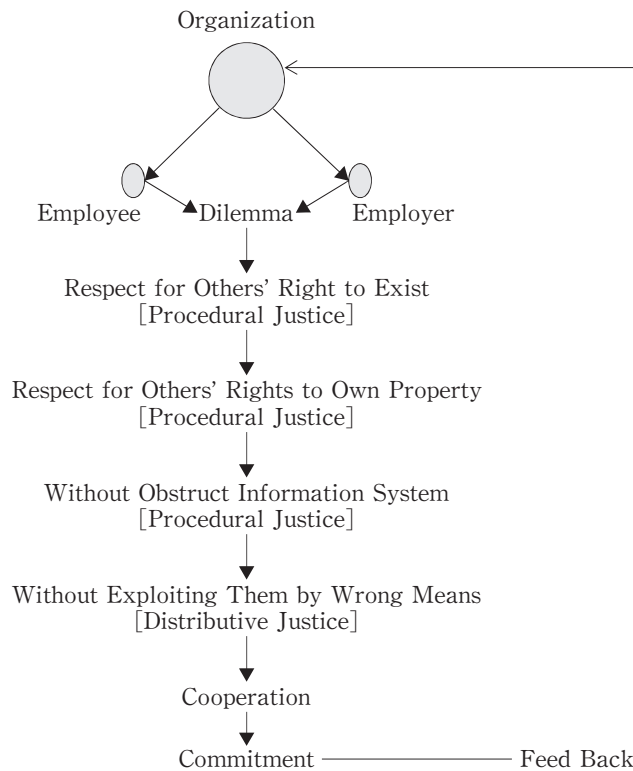 Organization
Employee Dilemma Employer
Respect for Others’ Right to Exist
[Procedural Justice]
Respect for Others’ Rights to Own Property
[Procedural Justice]
Without Obstruct Information System
[Procedural Justice]
Without Exploiting Them by Wrong Means
[Distributive Justice]
Cooperation
Commitment Feed Back